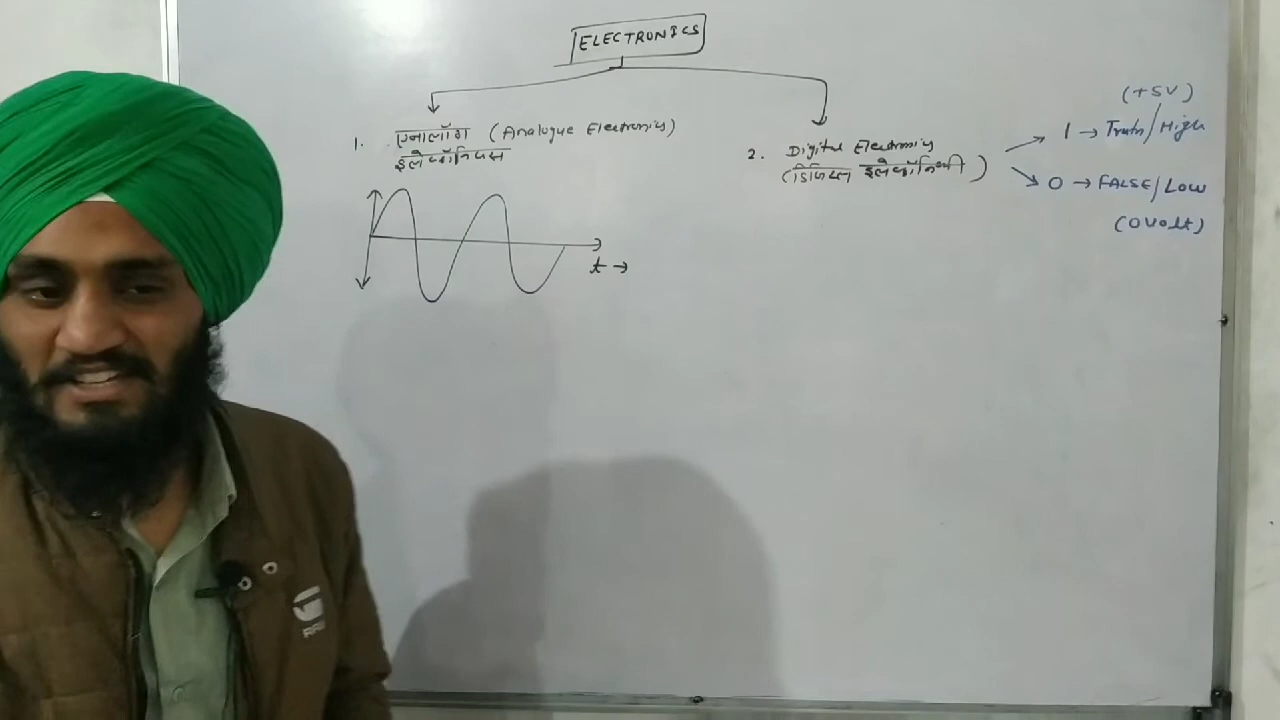 ELECTRONICS
1. एनालॉग (Analogue Electronics)
इलेक्ट्रॉनिक्स
2. Digital Electronics
(डिजिटल इलेक्ट्रॉनिक्स)
(+5V)
1 → Truth/High
0 → FALSE/Low
(0Volt)
t →